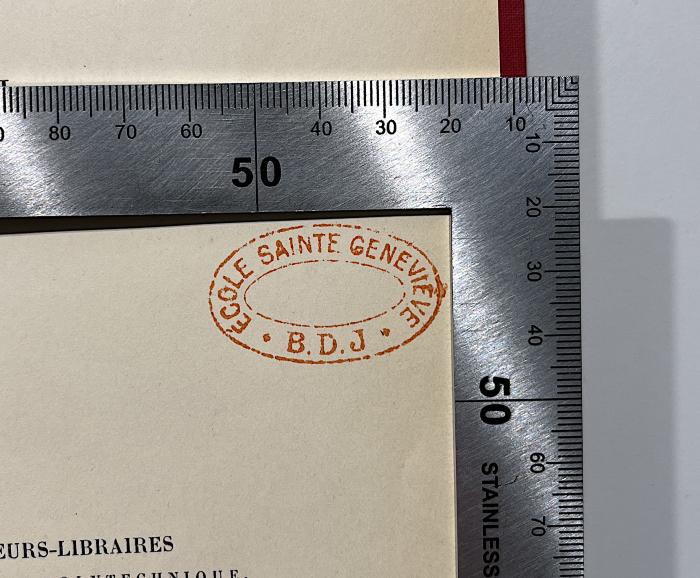 80 70 60 50 40 30 20 10
10 20 30 40 50 60 70
STAINLESS
ÉCOLE SAINTE GENEVIÈVE
• B.D.J •
EURS-LIBRAIRES